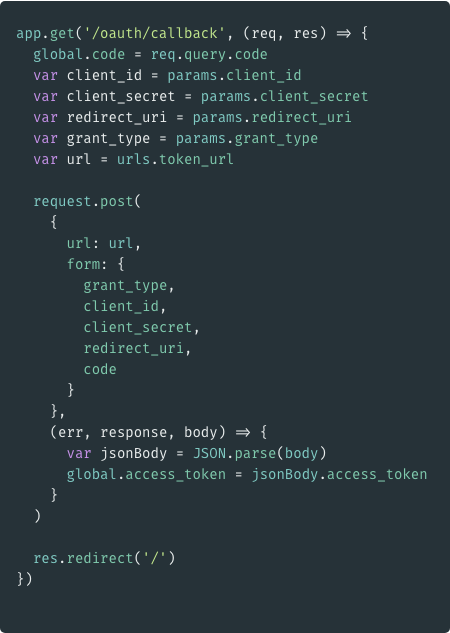 app.get('/oauth/callback', (req, res) => {
  global.code = req.query.code
  var client_id = params.client_id
  var client_secret = params.client_secret
  var redirect_uri = params.redirect_uri
  var grant_type = params.grant_type
  var url = urls.token_url

  request.post(
    {
      url: url,
      form: {
        grant_type,
        client_id,
        client_secret,
        redirect_uri,
        code
      }
    },
    (err, response, body) => {
      var jsonBody = JSON.parse(body)
      global.access_token = jsonBody.access_token
    }
  )

  res.redirect('/')
})